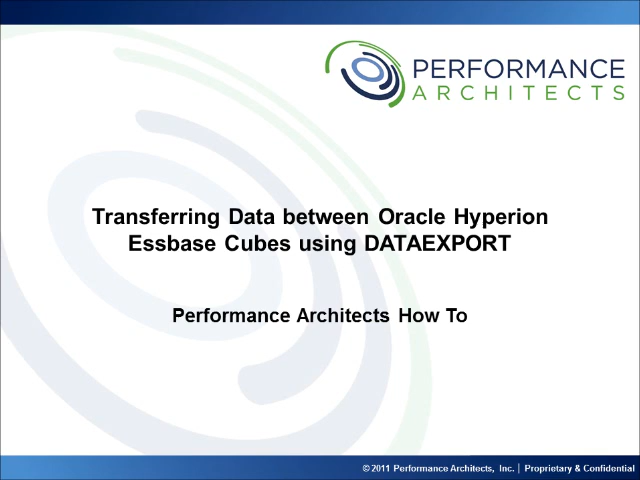 PERFORMANCE
ARCHITECTS
Transferring Data between Oracle Hyperion
Essbase Cubes using DATAEXPORT
Performance Architects How To
© 2011 Performance Architects, Inc. | Proprietary & Confidential